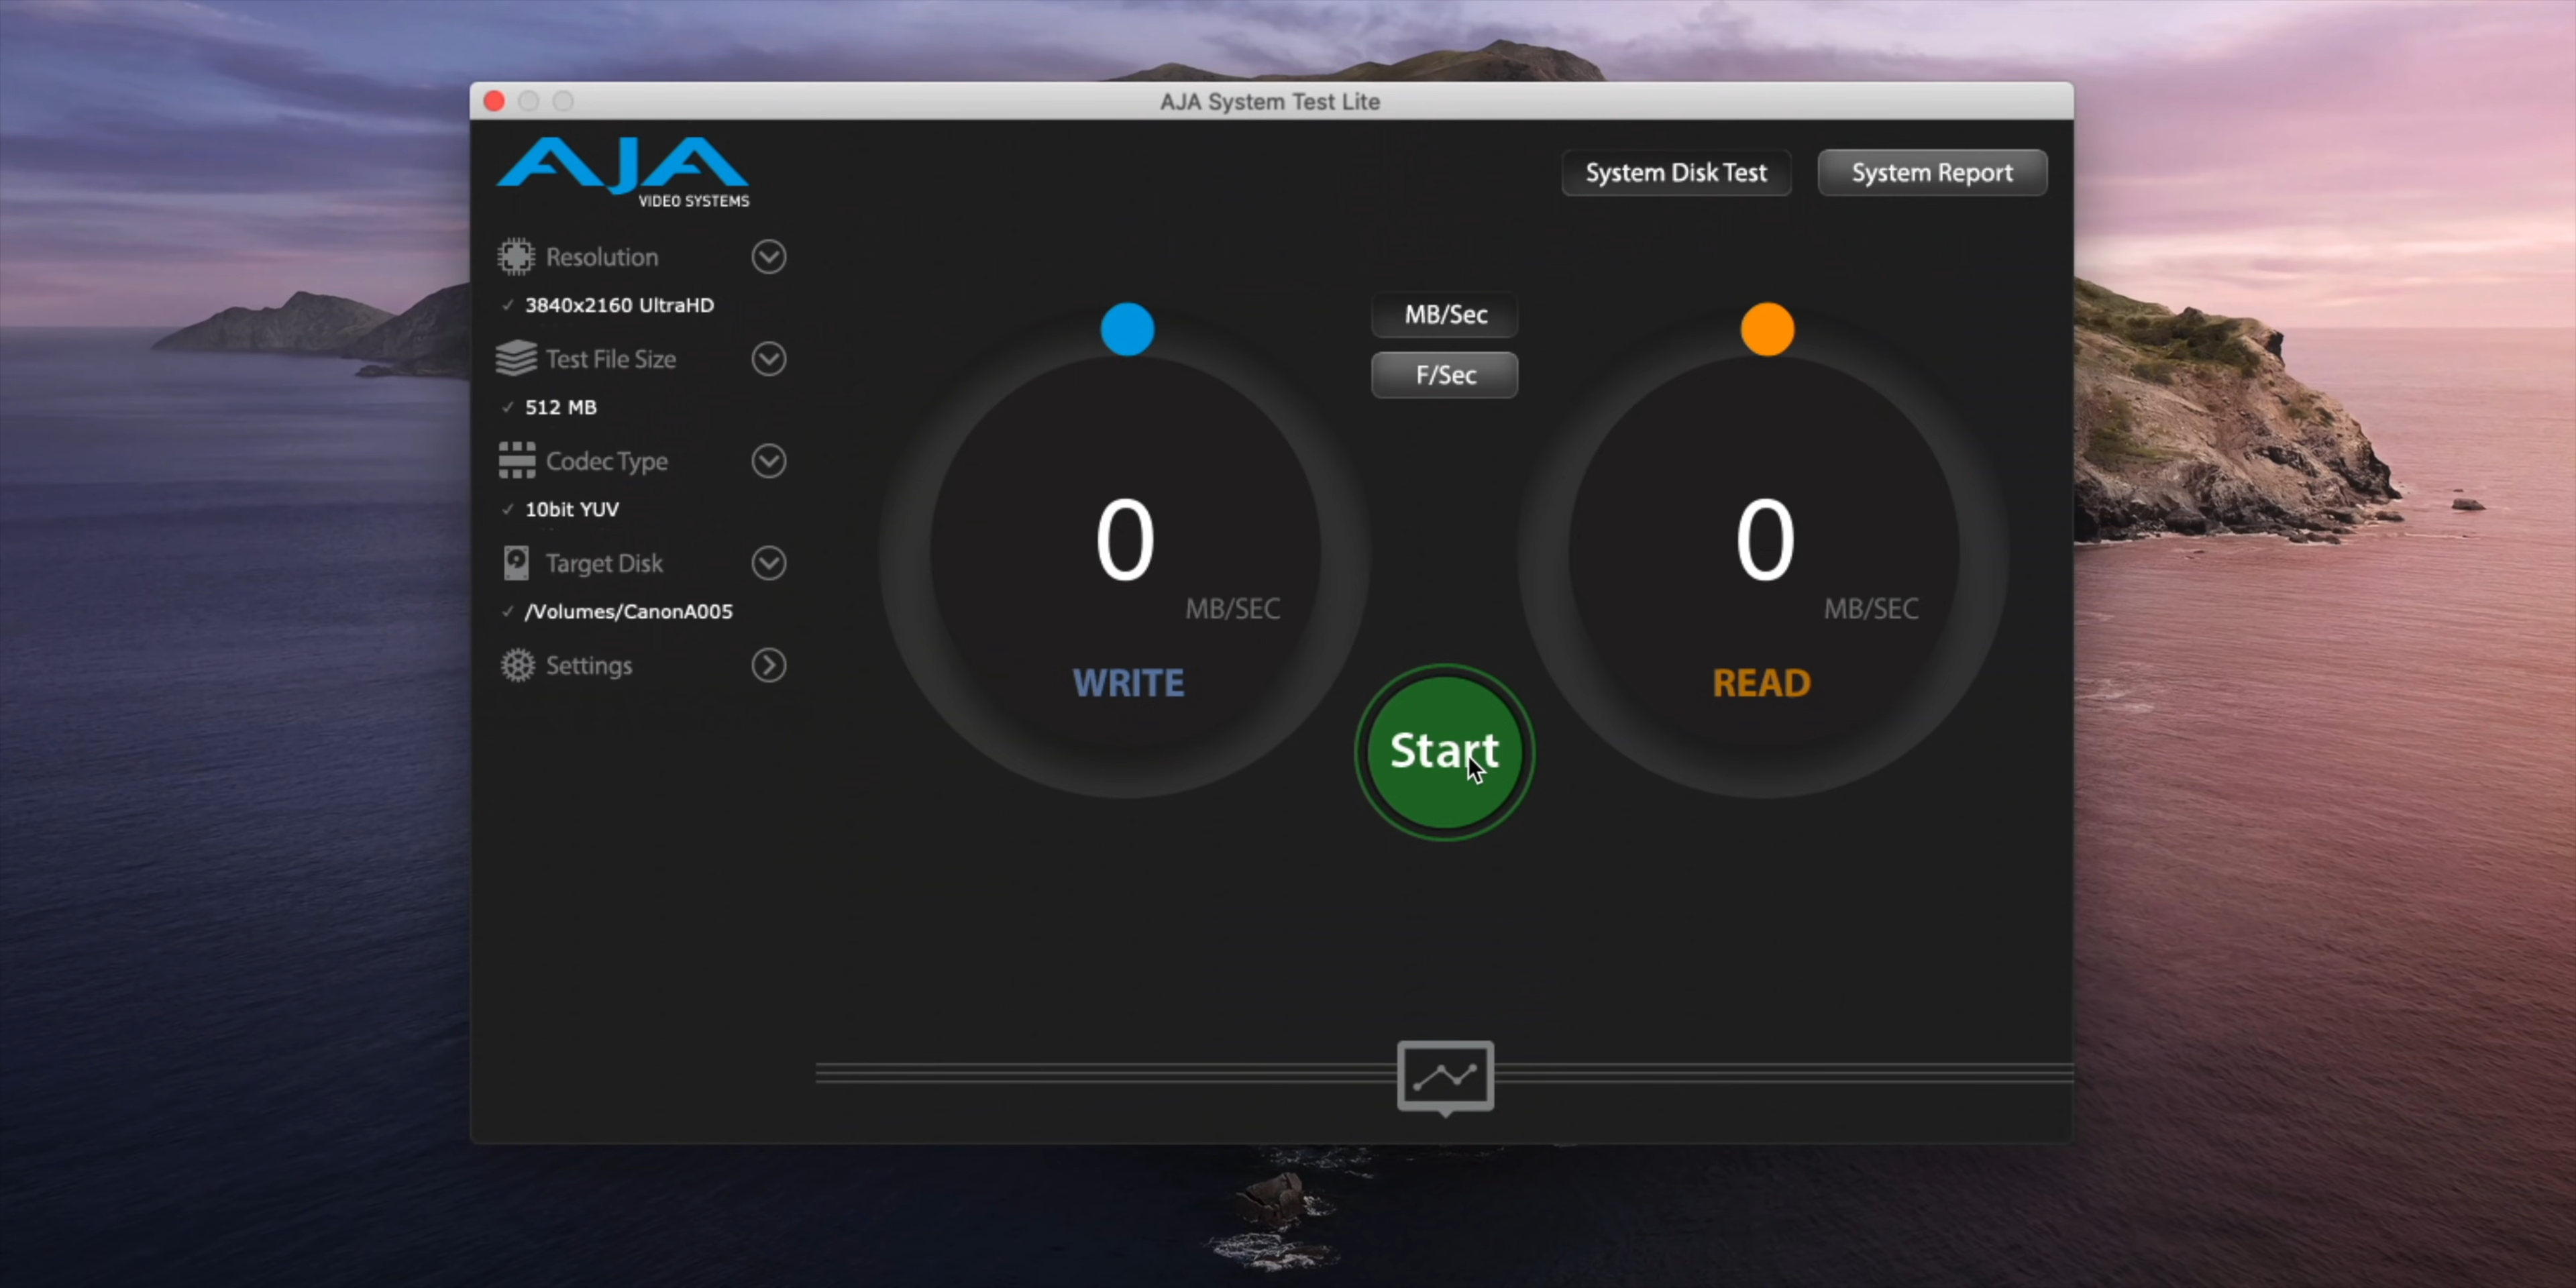 AJA System Test Lite
AJA
VIDEO SYSTEMS
System Disk Test
System Report
Resolution
3840x2160 UltraHD
Test File Size
512 MB
Codec Type
10bit YUV
Target Disk
/Volumes/CanonA005
Settings
MB/Sec
F/Sec
0
MB/SEC
WRITE
0
MB/SEC
READ
Start